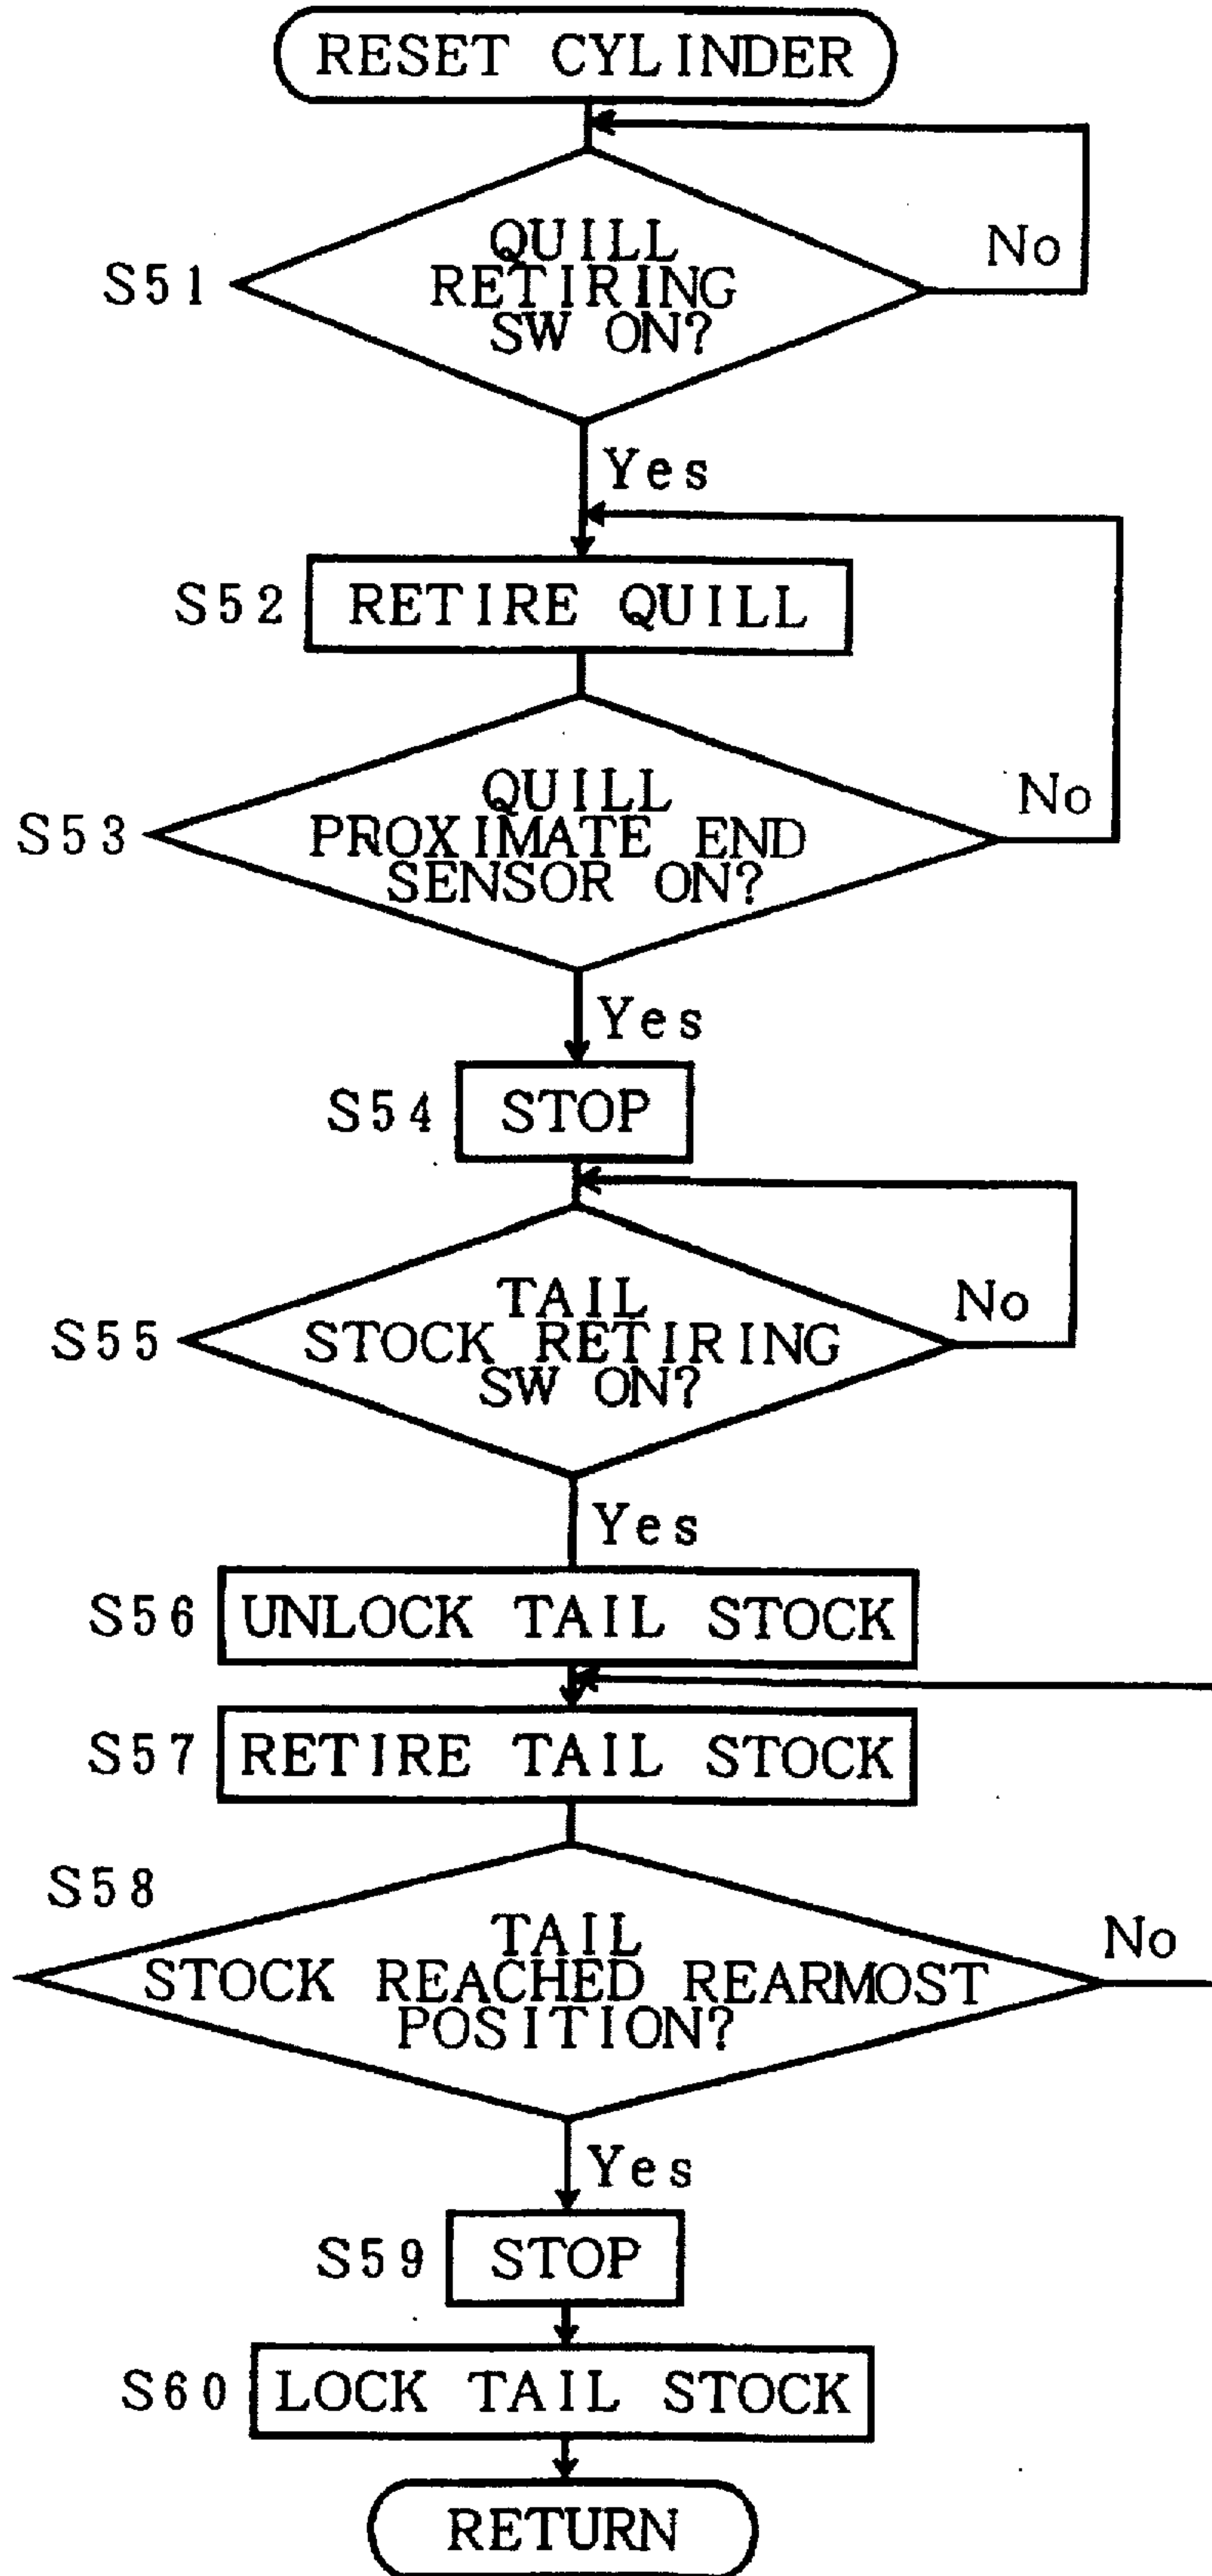 RESET CYLINDER
QUILL
RETIRING
SW ON?
S51
No
Yes
S52
RETIRE QUILL
QUILL
PROXIMATE END
SENSOR ON?
S53
No
Yes
S54
STOP
TAIL
STOCK RETIRING
SW ON?
S55
No
Yes
S56
UNLOCK TAIL STOCK
S57
RETIRE TAIL STOCK
S58
TAIL
STOCK REACHED REARMOST
POSITION?
No
Yes
S59
STOP
S60
LOCK TAIL STOCK
RETURN